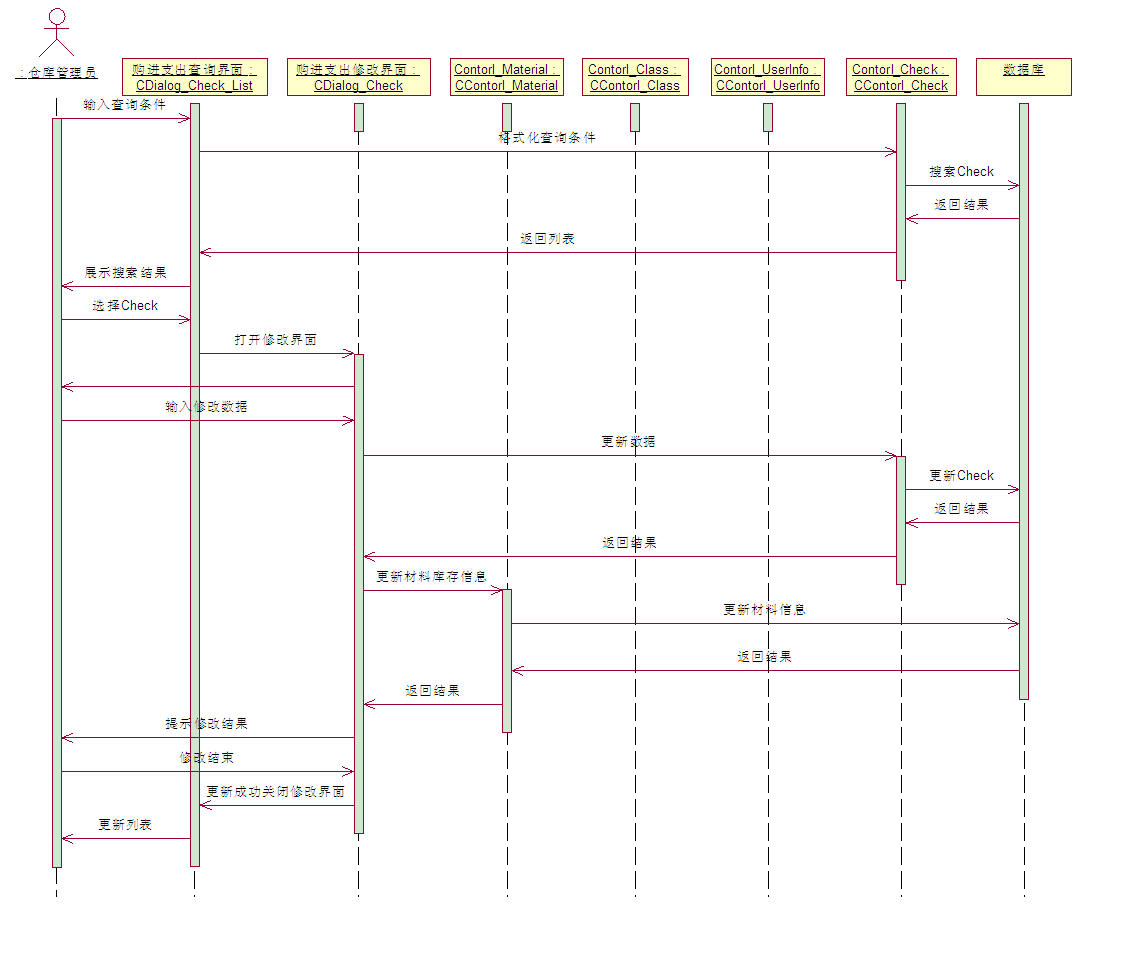 ：仓库管理员
购进支出查询界面：
CDialog_Check_List
购进支出修改界面：
CDialog_Check
Contorl_Material：
CContorl_Material
Contorl_Class：
CContorl_Class
Contorl_UserInfo：
CContorl_UserInfo
Contorl_Check：
CContorl_Check
数据库
输入查询条件
格式化查询条件
搜索Check
返回结果
返回列表
展示搜索结果
选择Check
打开修改界面
输入修改数据
更新数据
更新Check
返回结果
返回结果
更新材料库存信息
更新材料信息
返回结果
返回结果
提示修改结果
修改结束
更新成功关闭修改界面
更新列表